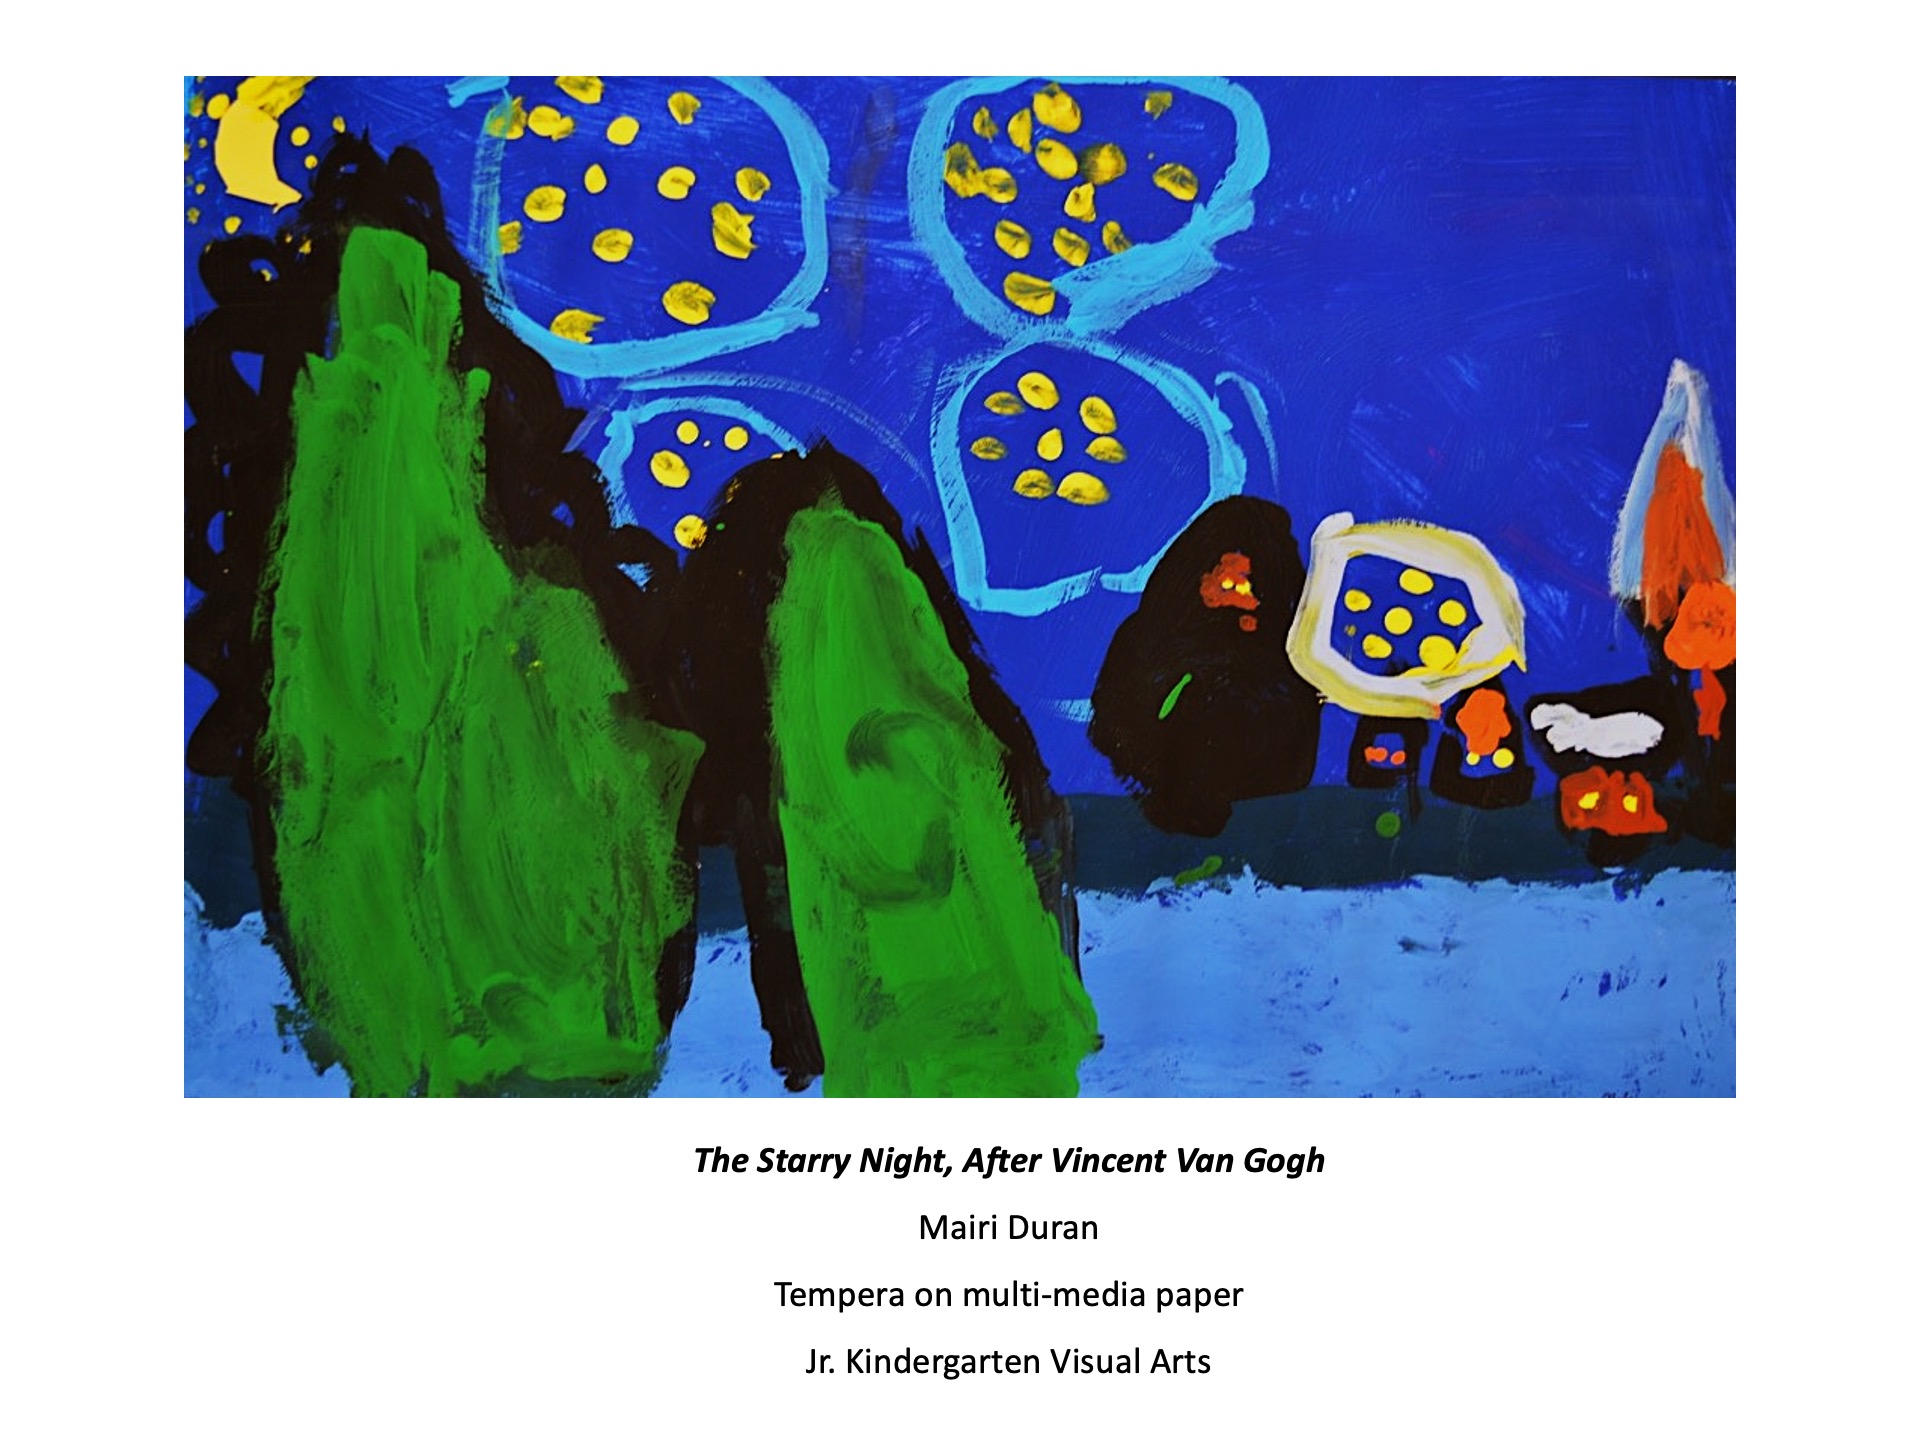 The Starry Night, After Vincent Van Gogh
Mairi Duran
Tempera on multi-media paper
Jr. Kindergarten Visual Arts